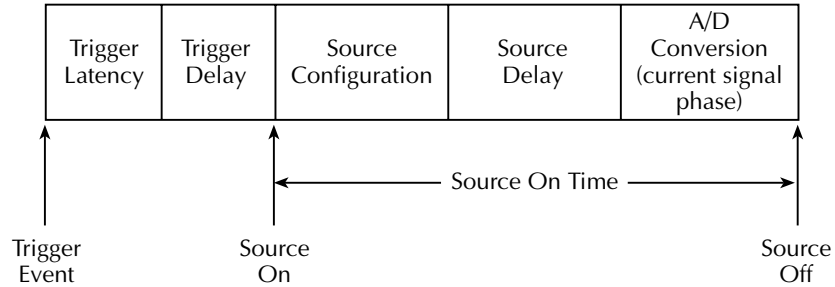 Trigger
Latency
Trigger
Delay
Source
Configuration
Source
Delay
A/D
Conversion
(current signal
phase)
Source On Time
Trigger
Event
Source
On
Source
Off